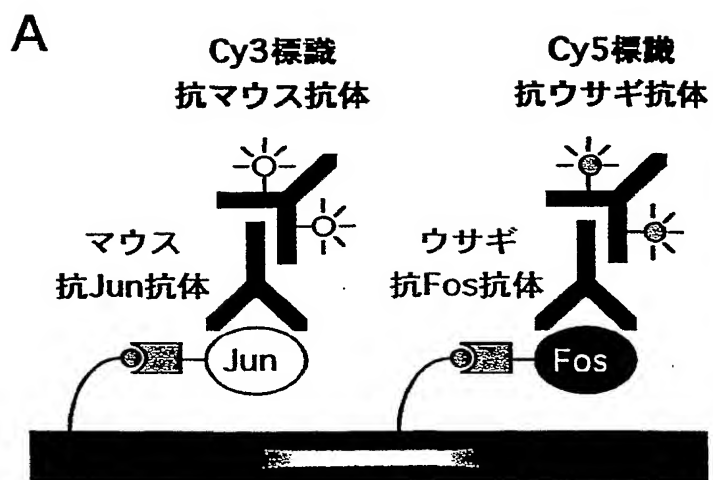 A
Cy3標識
抗マウス抗体
Cy5標識
抗ウサギ抗体
マウス
抗Jun抗体
ウサギ
抗Fos抗体
Jun
Fos